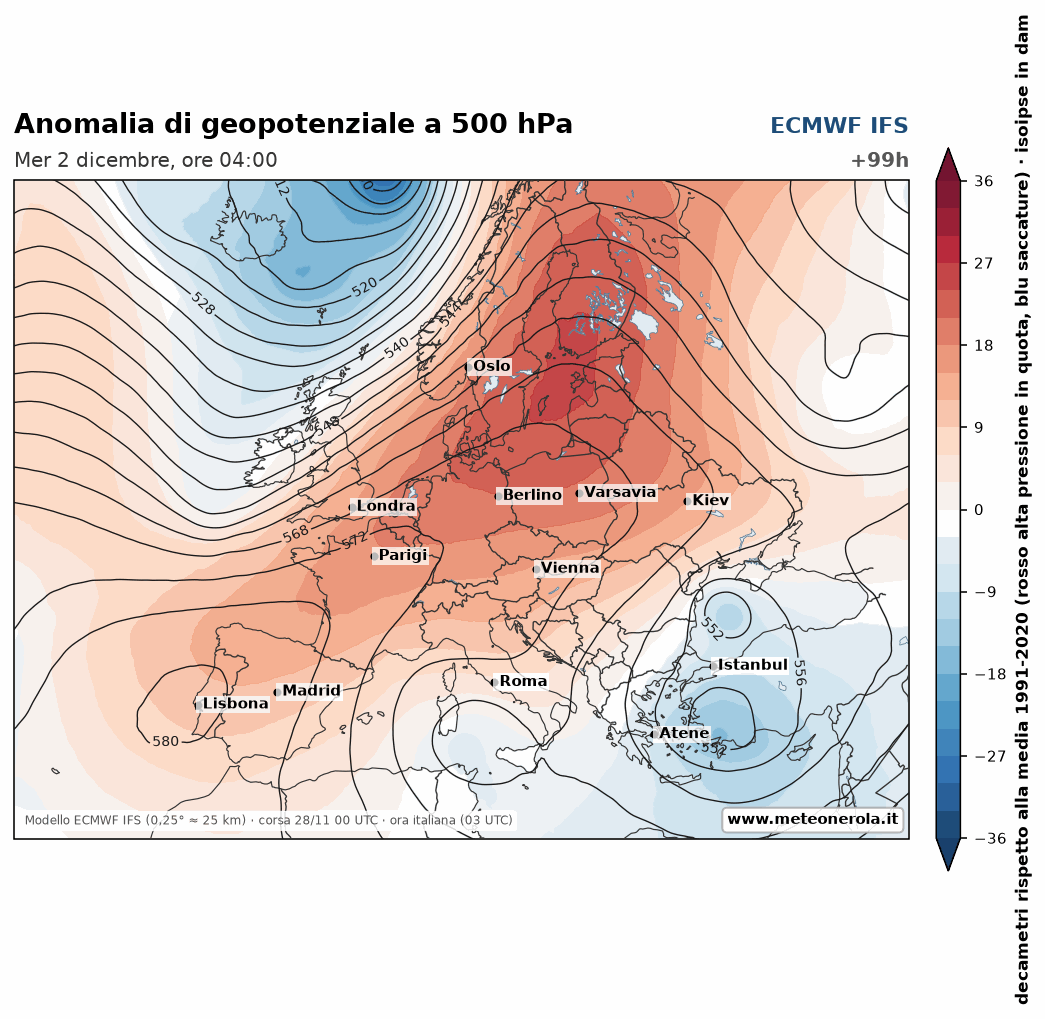 Anomalia di geopotenziale a 500 hPa
ECMWF IFS
Mer 2 dicembre, ore 04:00
+99h
12
528
520
544
540
548
568
572
552
556
552
580
Oslo
Londra
Berlino
Varsavia
Kiev
Parigi
Vienna
Istanbul
Roma
Madrid
Lisbona
Atene
36
27
18
9
0
−9
−18
−27
−36
decametri rispetto alla media 1991-2020 (rosso alta pressione in quota, blu saccature) · isoipse in dam
Modello ECMWF IFS (0,25° ≈ 25 km) · corsa 28/11 00 UTC · ora italiana (03 UTC)
www.meteonerola.it